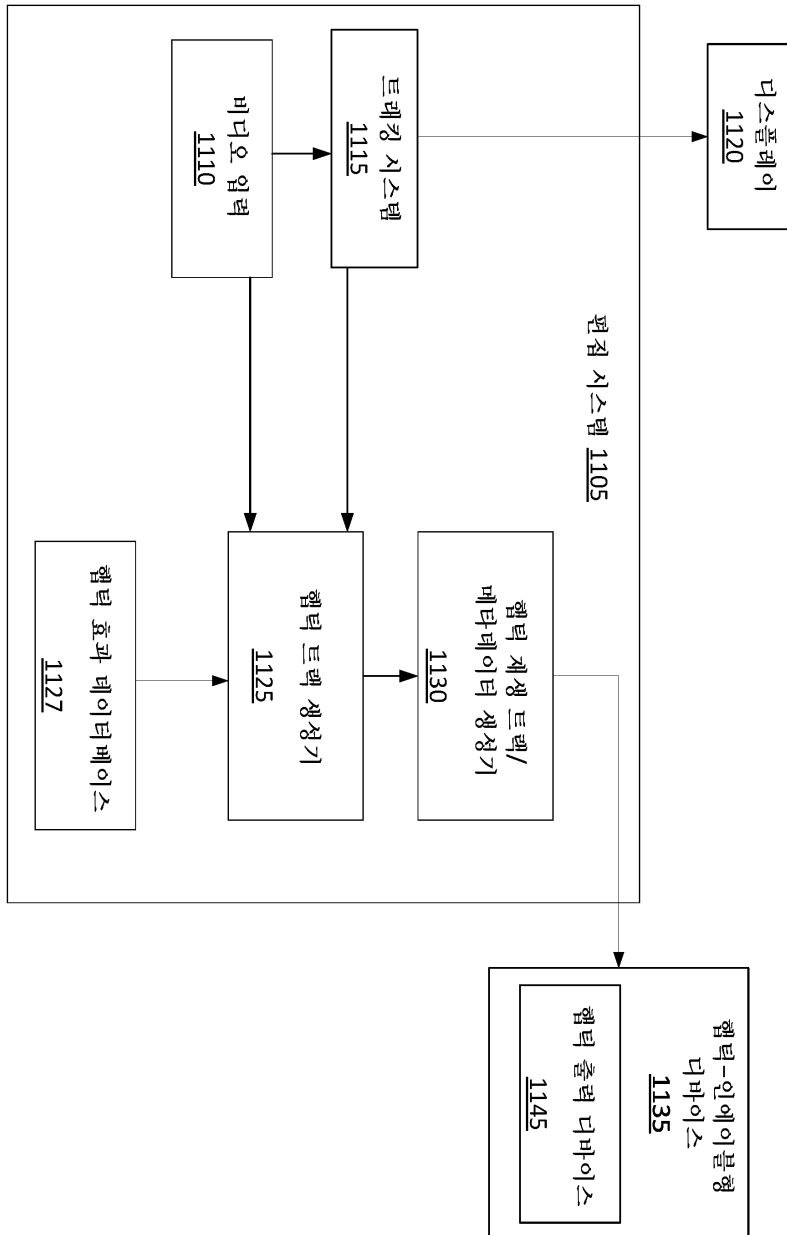 디스플레이
1120
트래킹 시스템
1115
비디오 입력
1110
편집 시스템 1105
햅틱 재생 트랙/
메타데이터 생성기
1130
햅틱 트랙 생성기
1125
햅틱 효과 데이터베이스
1127
햅틱-인에이블형
디바이스
1135
햅틱 출력 디바이스
1145